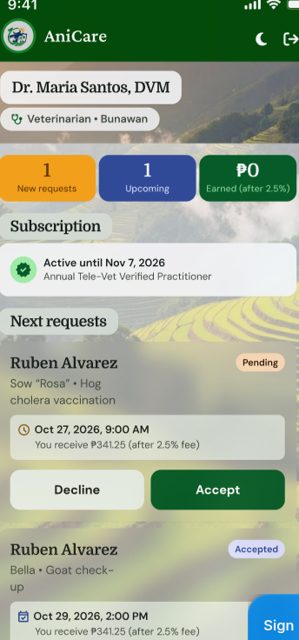 9:41
AniCare
Dr. Maria Santos, DVM
Veterinarian • Bunawan
1
New requests
1
Upcoming
₱0
Earned (after 2.5%)
Subscription
Active until Nov 7, 2026
Annual Tele-Vet Verified Practitioner
Next requests
Ruben Alvarez
Pending
Sow “Rosa” • Hog
cholera vaccination
Oct 27, 2026, 9:00 AM
You receive ₱341.25 (after 2.5% fee)
Decline
Accept
Ruben Alvarez
Accepted
Bella • Goat check-
up
Oct 29, 2026, 2:00 PM
You receive ₱341.25 (after 2.5% fee)
Sign